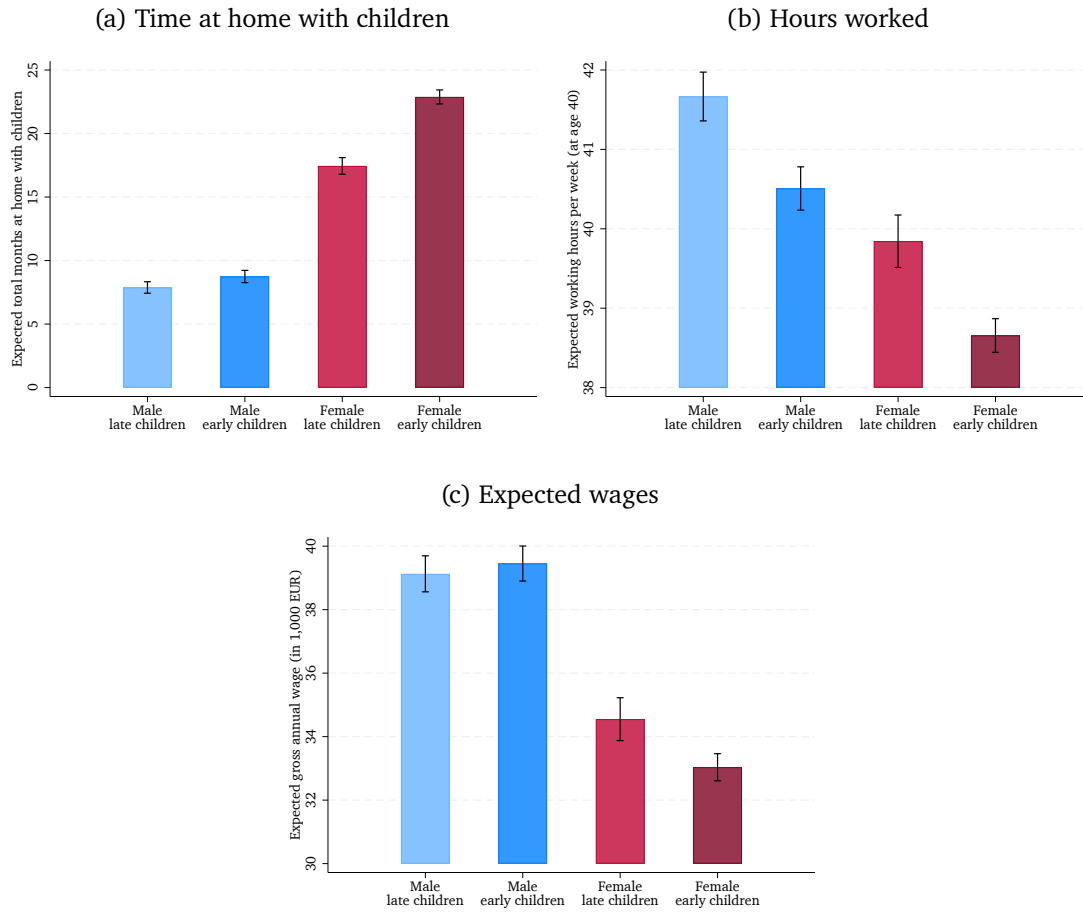 (a) Time at home with children
Expected total months at home with children
25
20
15
10
5
0
Male
late children
Male
early children
Female
late children
Female
early children
(b) Hours worked
Expected working hours per week (at age 40)
42
41
40
39
38
Male
late children
Male
early children
Female
late children
Female
early children
(c) Expected wages
Expected gross annual wage (in 1,000 EUR)
40
38
36
34
32
30
Male
late children
Male
early children
Female
late children
Female
early children